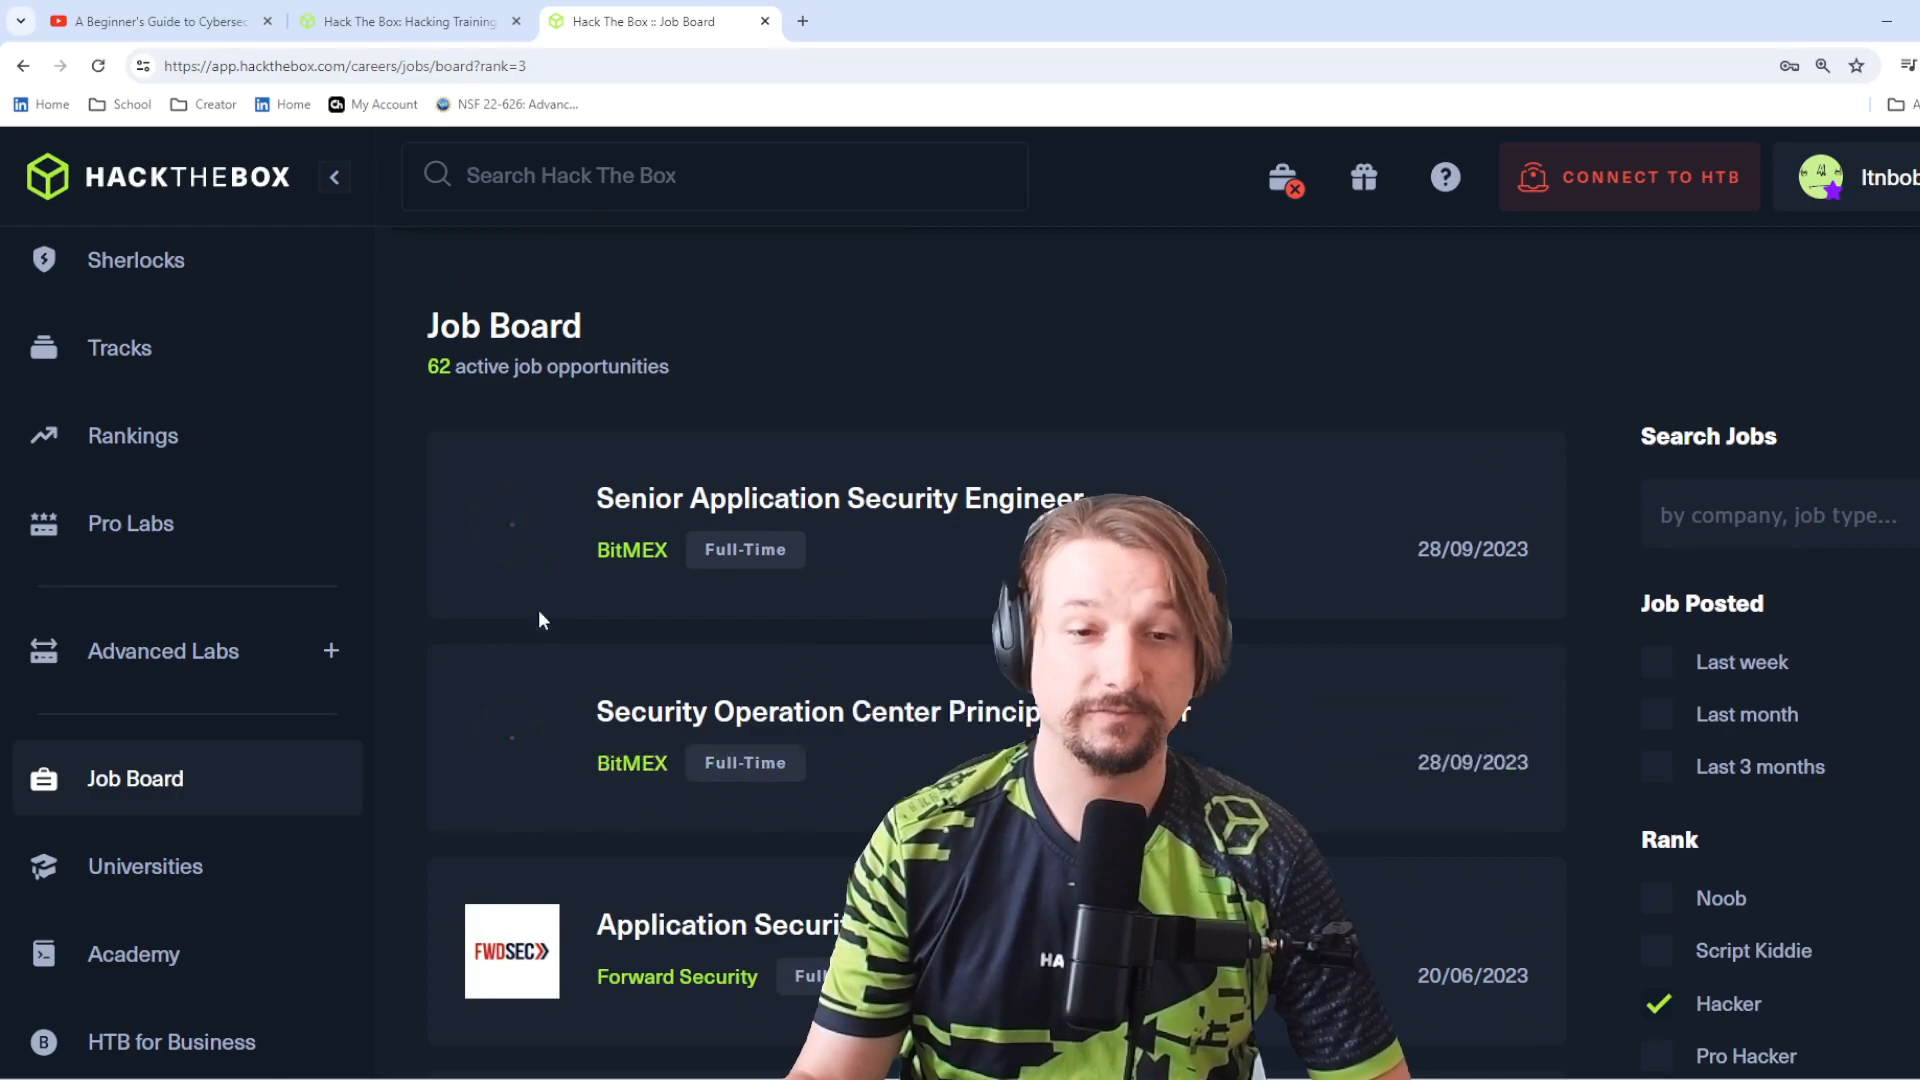 A Beginner's Guide to Cybersec
Hack The Box: Hacking Training
Hack The Box :: Job Board
https://app.hackthebox.com/careers/jobs/board?rank=3
Home
School
Creator
Home
My Account
NSF 22-626: Advanc...
HACKTHEBOX
Search Hack The Box
CONNECT TO HTB
ltnbob
Sherlocks
Tracks
Rankings
Pro Labs
Advanced Labs
Job Board
Universities
Academy
HTB for Business
Job Board
62 active job opportunities
Senior Application Security Engineer
BitMEX
Full-Time
28/09/2023
Security Operation Center Princip
BitMEX
Full-Time
28/09/2023
FWDSEC
Application Securit
Forward Security
Full
20/06/2023
HA
Search Jobs
by company, job type...
Job Posted
Last week
Last month
Last 3 months
Rank
Noob
Script Kiddie
Hacker
Pro Hacker